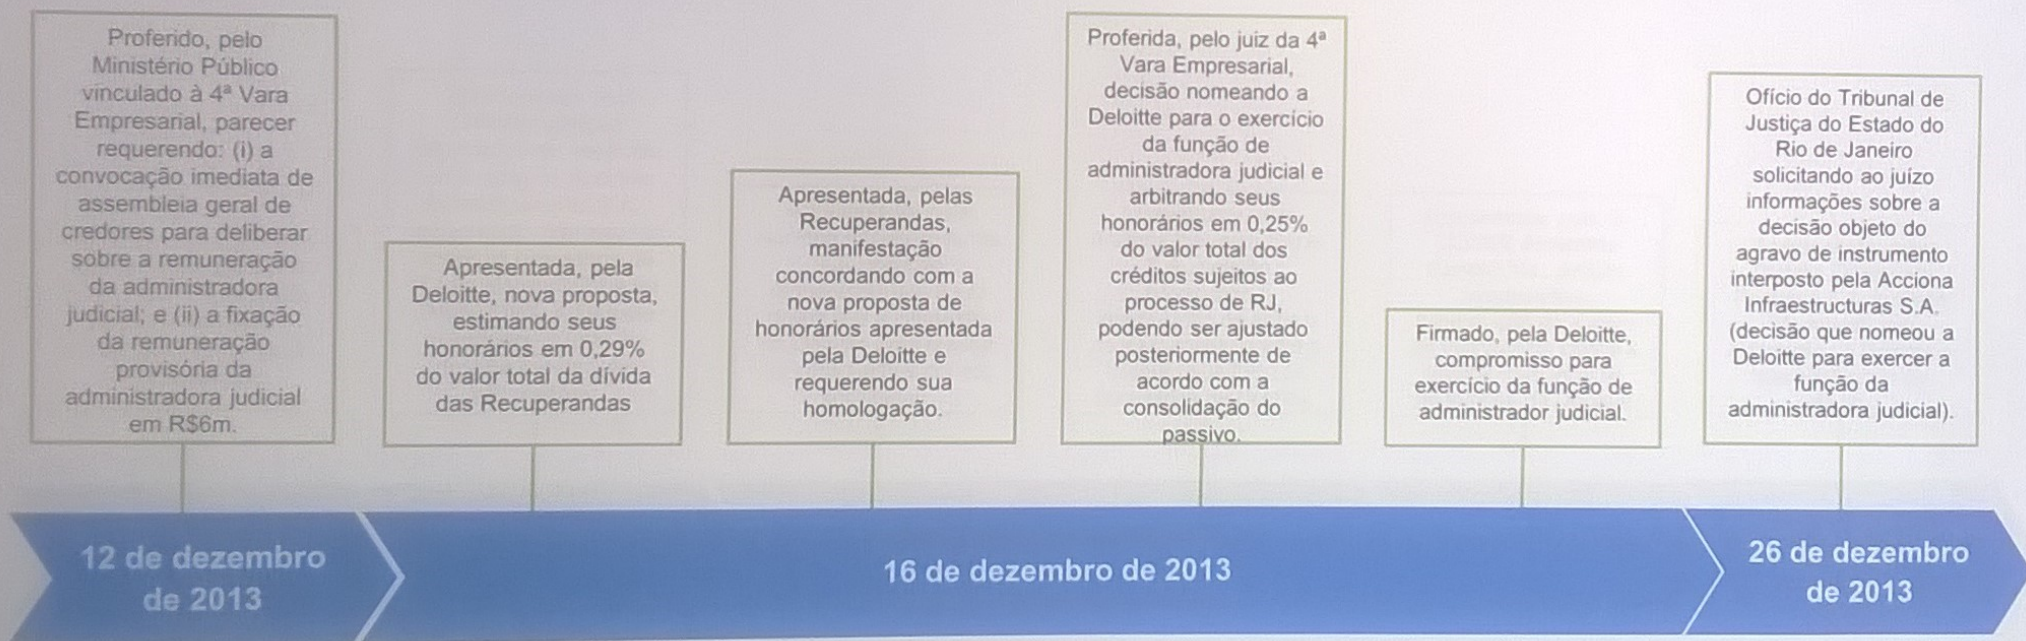 Proferido, pelo
Ministério Público
vinculado à 4ª Vara
Empresarial, parecer
requerendo: (i) a
convocação imediata de
assembleia geral de
credores para deliberar
sobre a remuneração
da administradora
judicial; e (ii) a fixação
da remuneração
provisória da
administradora judicial
em R$6m.
Apresentada, pela
Deloitte, nova proposta,
estimando seus
honorários em 0,29%
do valor total da dívida
das Recuperandas
Apresentada, pelas
Recuperandas,
manifestação
concordando com a
nova proposta de
honorários apresentada
pela Deloitte e
requerendo sua
homologação.
Proferida, pelo juiz da 4ª
Vara Empresarial,
decisão nomeando a
Deloitte para o exercício
da função de
administradora judicial e
arbitrando seus
honorários em 0,25%
do valor total dos
créditos sujeitos ao
processo de RJ,
podendo ser ajustado
posteriormente de
acordo com a
consolidação do
passivo.
Firmado, pela Deloitte,
compromisso para
exercício da função de
administrador judicial.
Ofício do Tribunal de
Justiça do Estado do
Rio de Janeiro
solicitando ao juízo
informações sobre a
decisão objeto do
agravo de instrumento
interposto pela Acciona
Infraestructuras S.A.
(decisão que nomeou a
Deloitte para exercer a
função da
administradora judicial).
12 de dezembro
de 2013
16 de dezembro de 2013
26 de dezembro
de 2013